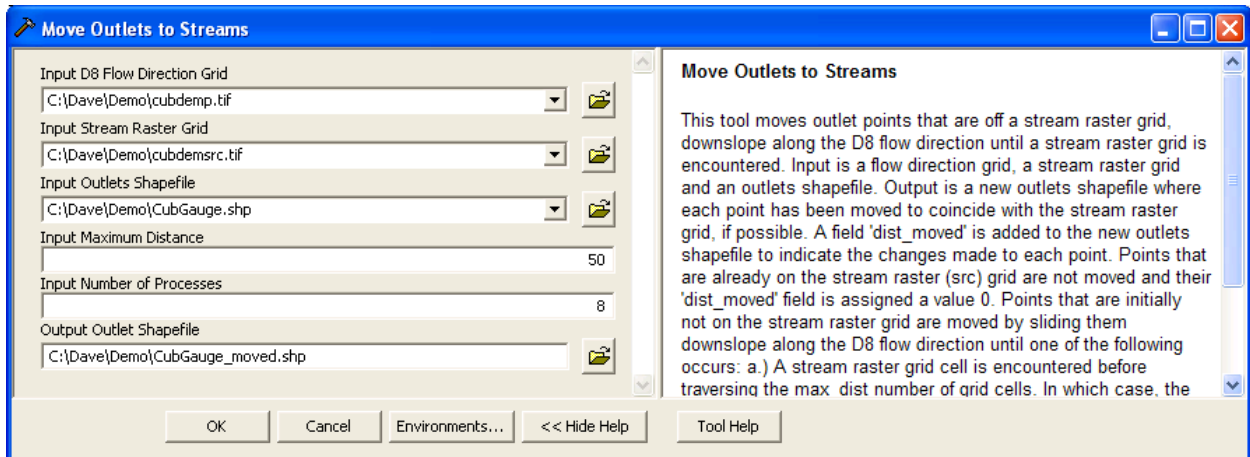 Move Outlets to Streams
Input D8 Flow Direction Grid
C:\Dave\Demo\cubdemp.tif
Input Stream Raster Grid
C:\Dave\Demo\cubdemsrc.tif
Input Outlets Shapefile
C:\Dave\Demo\CubGauge.shp
Input Maximum Distance
50
Input Number of Processes
8
Output Outlet Shapefile
C:\Dave\Demo\CubGauge_moved.shp
Move Outlets to Streams
This tool moves outlet points that are off a stream raster grid,
downslope along the D8 flow direction until a stream raster grid is
encountered. Input is a flow direction grid, a stream raster grid
and an outlets shapefile. Output is a new outlets shapefile where
each point has been moved to coincide with the stream raster
grid, if possible. A field 'dist_moved' is added to the new outlets
shapefile to indicate the changes made to each point. Points that
are already on the stream raster (src) grid are not moved and their
'dist_moved' field is assigned a value 0. Points that are initially
not on the stream raster grid are moved by sliding them
downslope along the D8 flow direction until one of the following
occurs: a.) A stream raster grid cell is encountered before
traversing the max_dist number of grid cells. In which case, the
OK
Cancel
Environments...
<< Hide Help
Tool Help